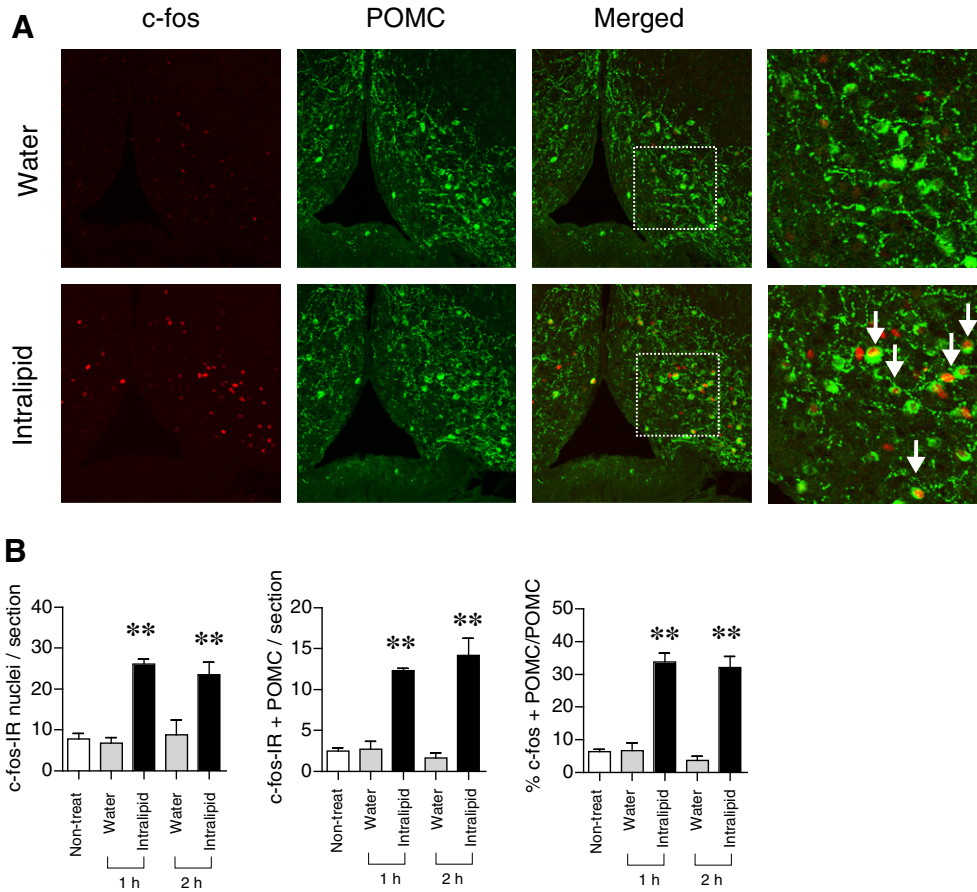 A
c-fos
POMC
Merged
Water
Intralipid
B
c-fos-IR nuclei / section
40
30
20
10
0
**
**
Non-treat
Water
Intralipid
Water
Intralipid
1 h
2 h
c-fos-IR + POMC / section
20
15
10
5
0
**
**
Non-treat
Water
Intralipid
Water
Intralipid
1 h
2 h
% c-fos + POMC/POMC
50
40
30
20
10
0
**
**
Non-treat
Water
Intralipid
Water
Intralipid
1 h
2 h